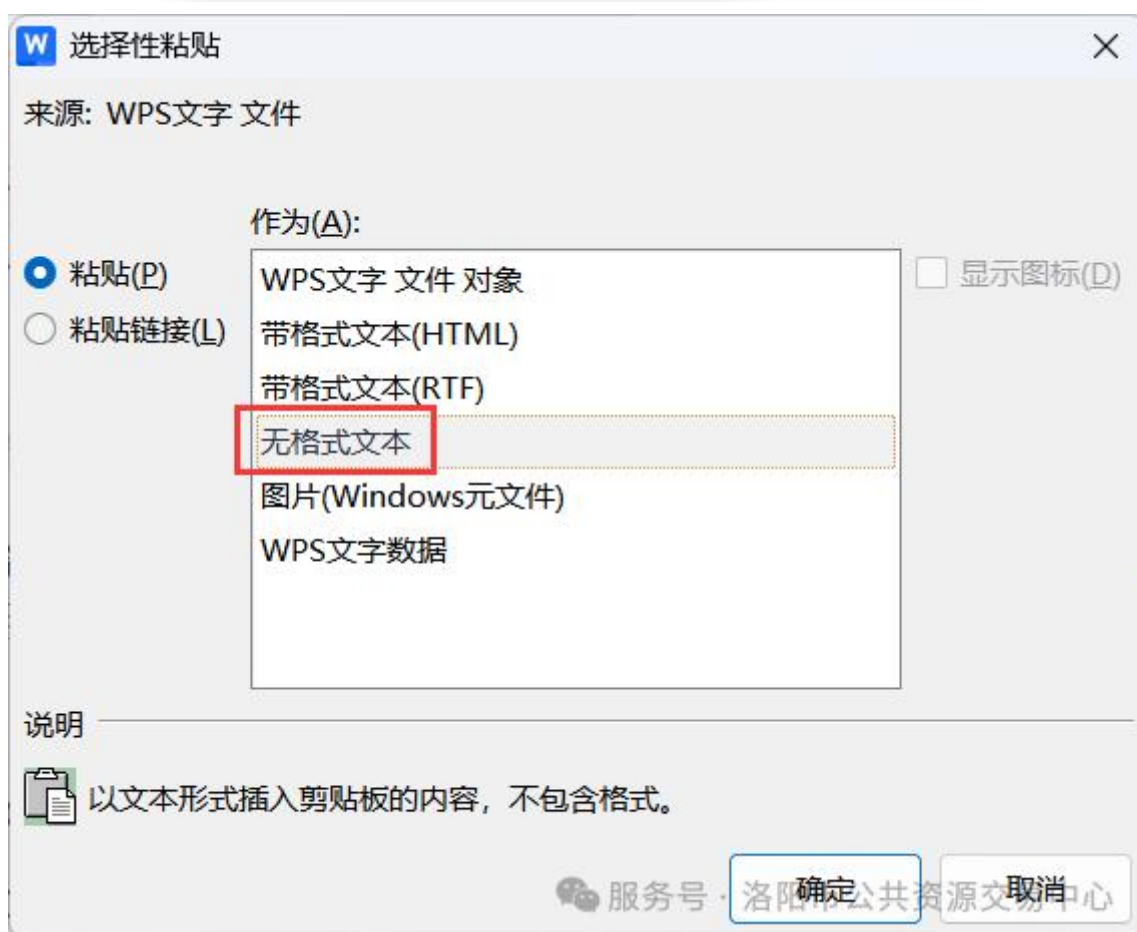 W 选择性粘贴
来源: WPS文字 文件
作为(A):
粘贴(P)
粘贴链接(L)
WPS文字 文件 对象
带格式文本(HTML)
带格式文本(RTF)
无格式文本
图片(Windows元文件)
WPS文字数据
显示图标(D)
说明
以文本形式插入剪贴板的内容，不包含格式。
确定
取消
服务号 · 洛阳市公共资源交易中心